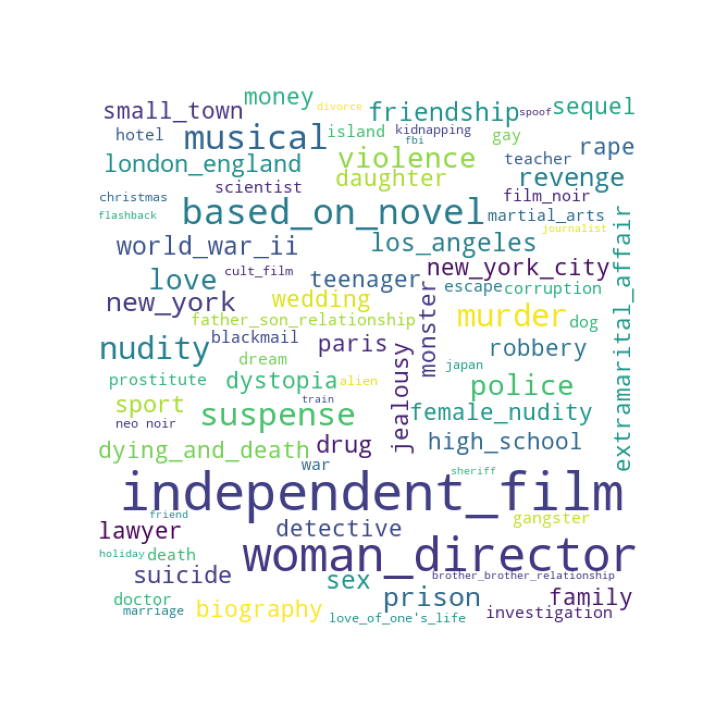 money
divorce
small_town
friendship
spoof
sequel
hotel
musical
island
kidnapping
fbi
gay
rape
london_england
violence
teacher
scientist
daughter
revenge
christmas
film_noir
flashback
based_on_novel
martial_arts
journalist
world_war_ii
los_angeles
extramarital_affair
love
cult_film
teenager
new_york_city
new_york
wedding
monster
escape
corruption
father_son_relationship
murder
dog
nudity
blackmail
paris
robbery
dream
jealousy
japan
prostitute
dystopia
alien
police
sport
train
neo noir
suspense
female_nudity
dying_and_death
drug
high_school
war
sheriff
independent_film
friend
gangster
lawyer
detective
holiday
death
woman_director
suicide
sex
brother_brother_relationship
doctor
prison
family
marriage
biography
love_of_one's_life
investigation